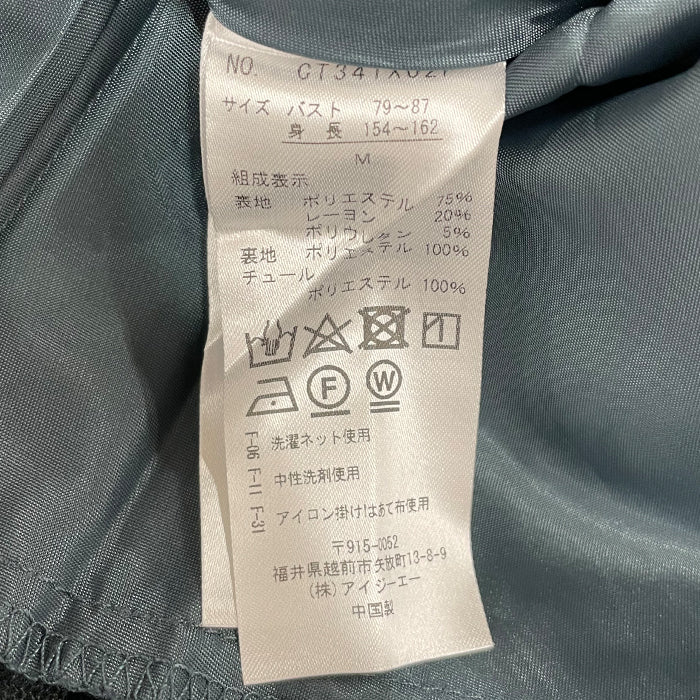 NO. CT341X021
サイズ バスト 79~87
身長 154~162
M
組成表示
表地 ポリエステル 75%
レーヨン 20%
ポリウレタン 5%
裏地 ポリエステル 100%
チュール
ポリエステル 100%
F
W
F-06 洗濯ネット使用
F-11 中性洗剤使用
F-31 アイロン掛けはあて布使用
〒915-0052
福井県越前市矢放町13-8-9
(株)アイジーエー
中国製